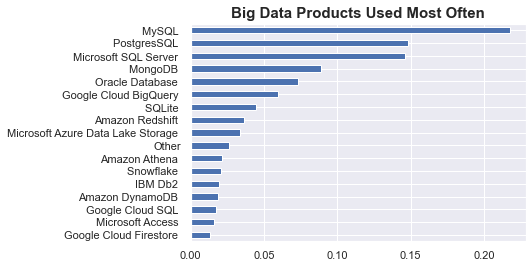 Big Data Products Used Most Often
MySQL
PostgresSQL
Microsoft SQL Server
MongoDB
Oracle Database
Google Cloud BigQuery
SQLite
Amazon Redshift
Microsoft Azure Data Lake Storage
Other
Amazon Athena
Snowflake
IBM Db2
Amazon DynamoDB
Google Cloud SQL
Microsoft Access
Google Cloud Firestore
0.00 0.05 0.10 0.15 0.20